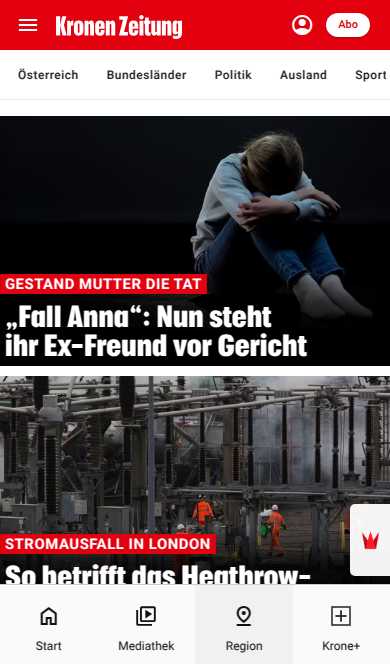 Kronen Zeitung
Abo
Österreich Bundesländer Politik Ausland Sport
GESTAND MUTTER DIE TAT
„Fall Anna“: Nun steht
ihr Ex-Freund vor Gericht
STROMAUSFALL IN LONDON
So betrifft das Heathrow-
Start Mediathek Region Krone+